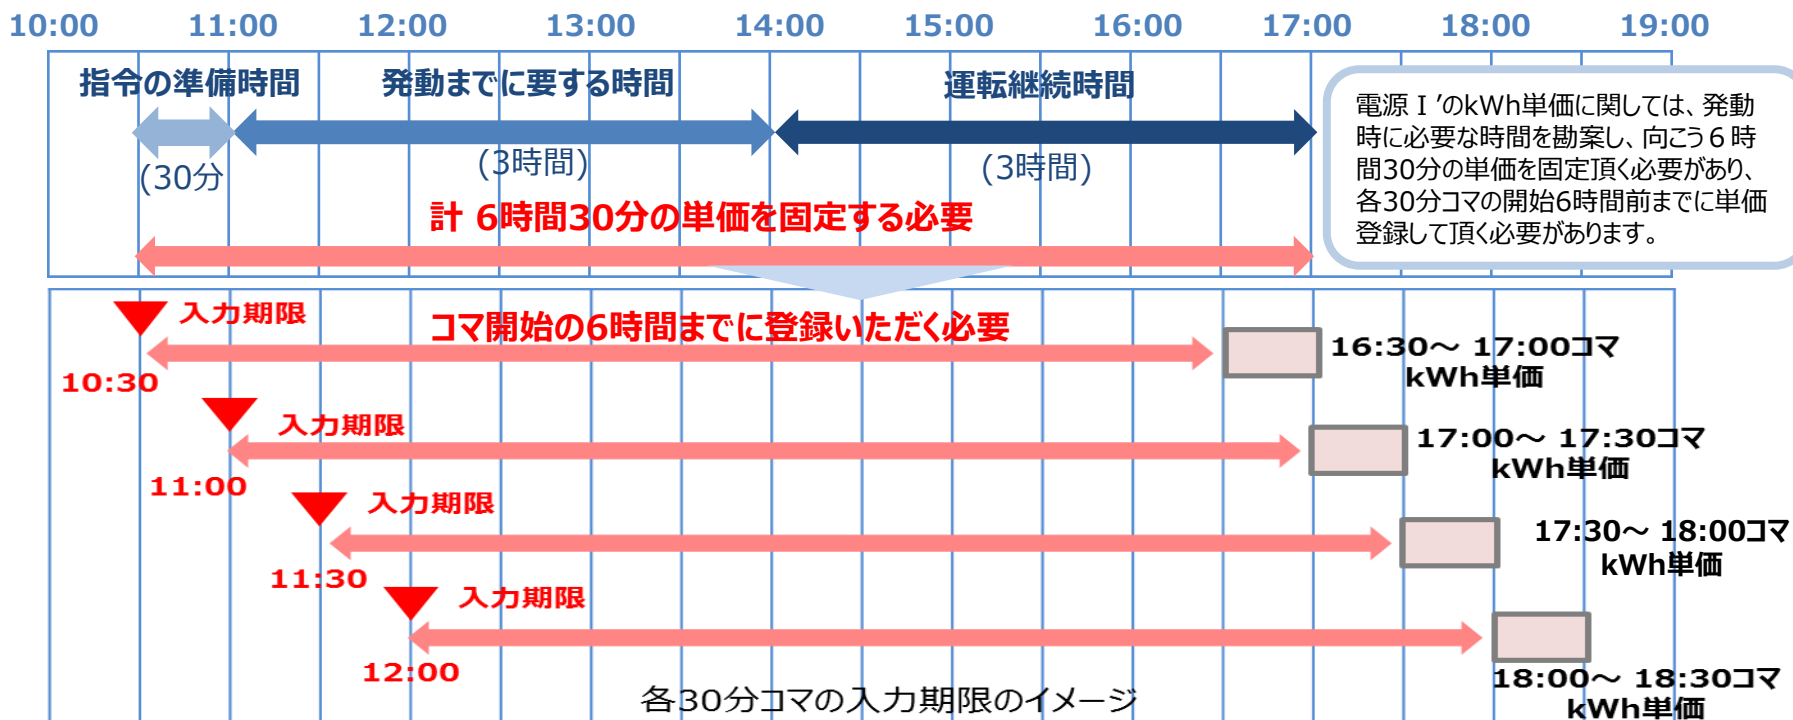 10:00 11:00 12:00 13:00 14:00 15:00 16:00 17:00 18:00 19:00
指令の準備時間
発動までに要する時間
運転継続時間
(30分
(3時間)
(3時間)
電源Ⅰ’のkWh単価に関しては、発動
時に必要な時間を勘案し、向こう6時
間30分の単価を固定頂く必要があり、
各30分コマの開始6時間前までに単価
登録して頂く必要があります。
計 6時間30分の単価を固定する必要
入力期限
コマ開始の6時間までに登録いただく必要
10:30
16:30～ 17:00コマ
kWh単価
入力期限
11:00
17:00～ 17:30コマ
kWh単価
入力期限
11:30
17:30～ 18:00コマ
kWh単価
入力期限
12:00
18:00～ 18:30コマ
kWh単価
各30分コマの入力期限のイメージ